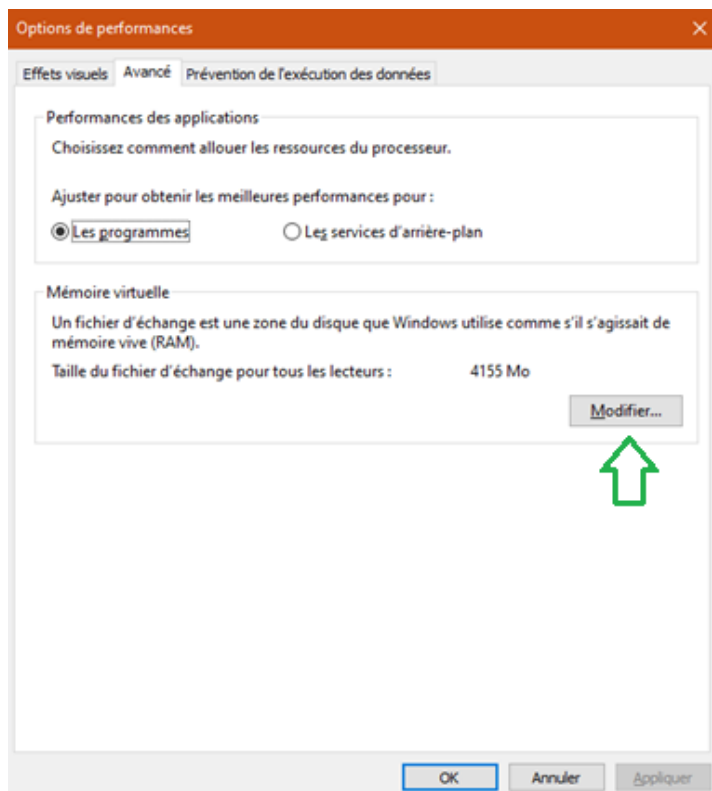 Options de performances
Effets visuels Avancé Prévention de l'exécution des données
Performances des applications
Choisissez comment allouer les ressources du processeur.
Ajuster pour obtenir les meilleures performances pour :
Les programmes Les services d'arrière-plan
Mémoire virtuelle
Un fichier d'échange est une zone du disque que Windows utilise comme s'il s'agissait de
mémoire vive (RAM).
Taille du fichier d'échange pour tous les lecteurs : 4155 Mo
Modifier...
OK Annuler Appliquer